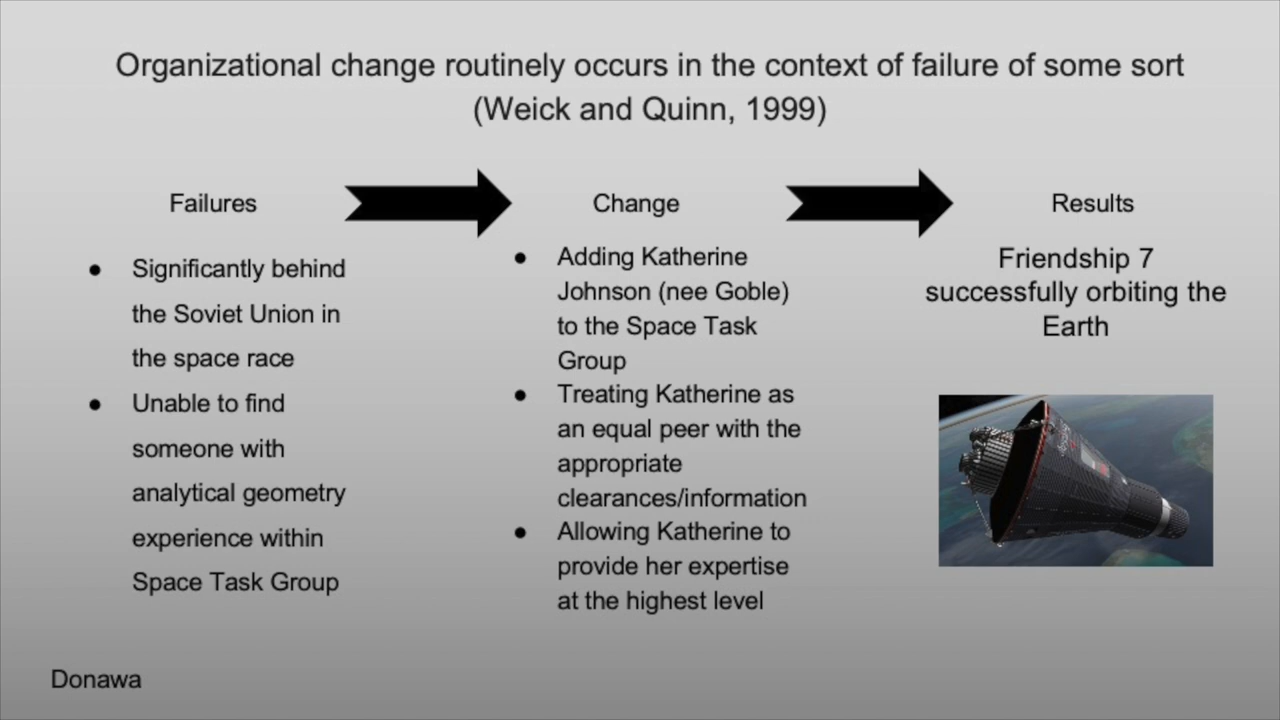 Organizational change routinely occurs in the context of failure of some sort
(Weick and Quinn, 1999)
Failures
● Significantly behind
the Soviet Union in
the space race
● Unable to find
someone with
analytical geometry
experience within
Space Task Group
Change
● Adding Katherine
Johnson (nee Goble)
to the Space Task
Group
● Treating Katherine as
an equal peer with the
appropriate
clearances/information
● Allowing Katherine to
provide her expertise
at the highest level
Results
Friendship 7
successfully orbiting the
Earth
Donawa